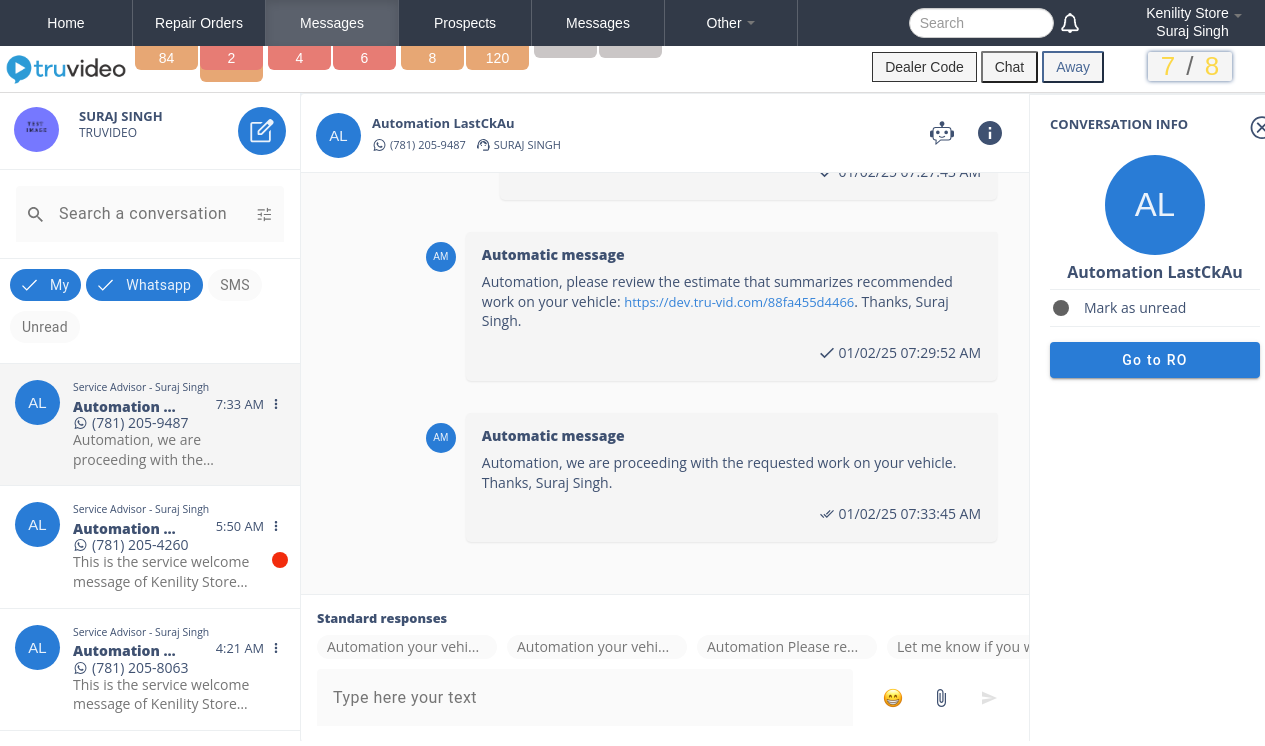 Home
Repair Orders
Messages
Prospects
Messages
Other
Search
Kenility Store
Suraj Singh
truvideo
84
2
4
6
8
120
Dealer Code
Chat
Away
7 / 8
SURAJ SINGH
TRUVIDEO
Search a conversation
My
Whatsapp
SMS
Unread
Service Advisor - Suraj Singh
AL
Automation ...
7:33 AM
(781) 205-9487
Automation, we are
proceeding with the...
Service Advisor - Suraj Singh
AL
Automation ...
5:50 AM
(781) 205-4260
This is the service welcome
message of Kenility Store...
Service Advisor - Suraj Singh
AL
Automation ...
4:21 AM
(781) 205-8063
This is the service welcome
message of Kenility Store...
AL
Automation LastCkAu
(781) 205-9487 SURAJ SINGH
01/02/25 07:27:45 AM
AM
Automatic message
Automation, please review the estimate that summarizes recommended
work on your vehicle: https://dev.tru-vid.com/88fa455d4466. Thanks, Suraj
Singh.
01/02/25 07:29:52 AM
AM
Automatic message
Automation, we are proceeding with the requested work on your vehicle.
Thanks, Suraj Singh.
01/02/25 07:33:45 AM
Standard responses
Automation your vehi...
Automation your vehi...
Automation Please re...
Let me know if you
Type here your text
CONVERSATION INFO
AL
Automation LastCkAu
Mark as unread
Go to RO